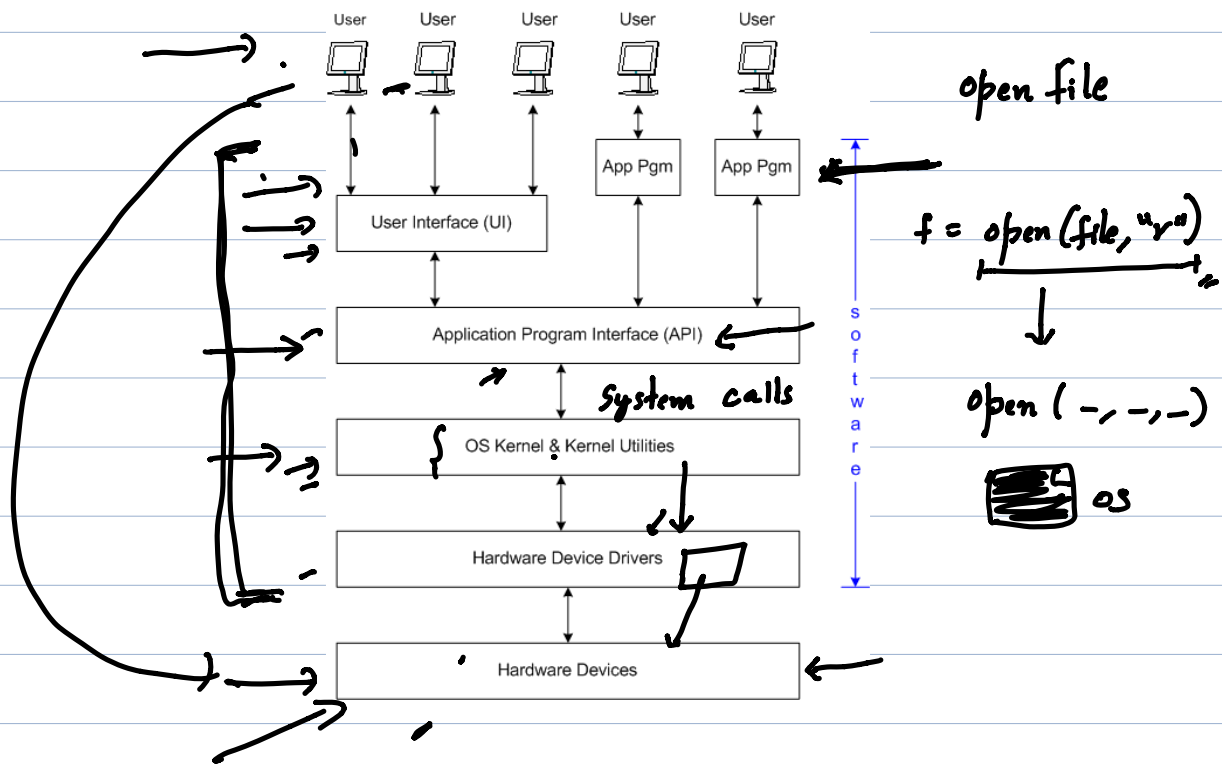 User User User User User
open file
App Pgm App Pgm
User Interface (UI)
f = open(file, "r")
Application Program Interface (API)
software
System calls
open ( -, -, -)
OS Kernel & Kernel Utilities
OS
Hardware Device Drivers
Hardware Devices